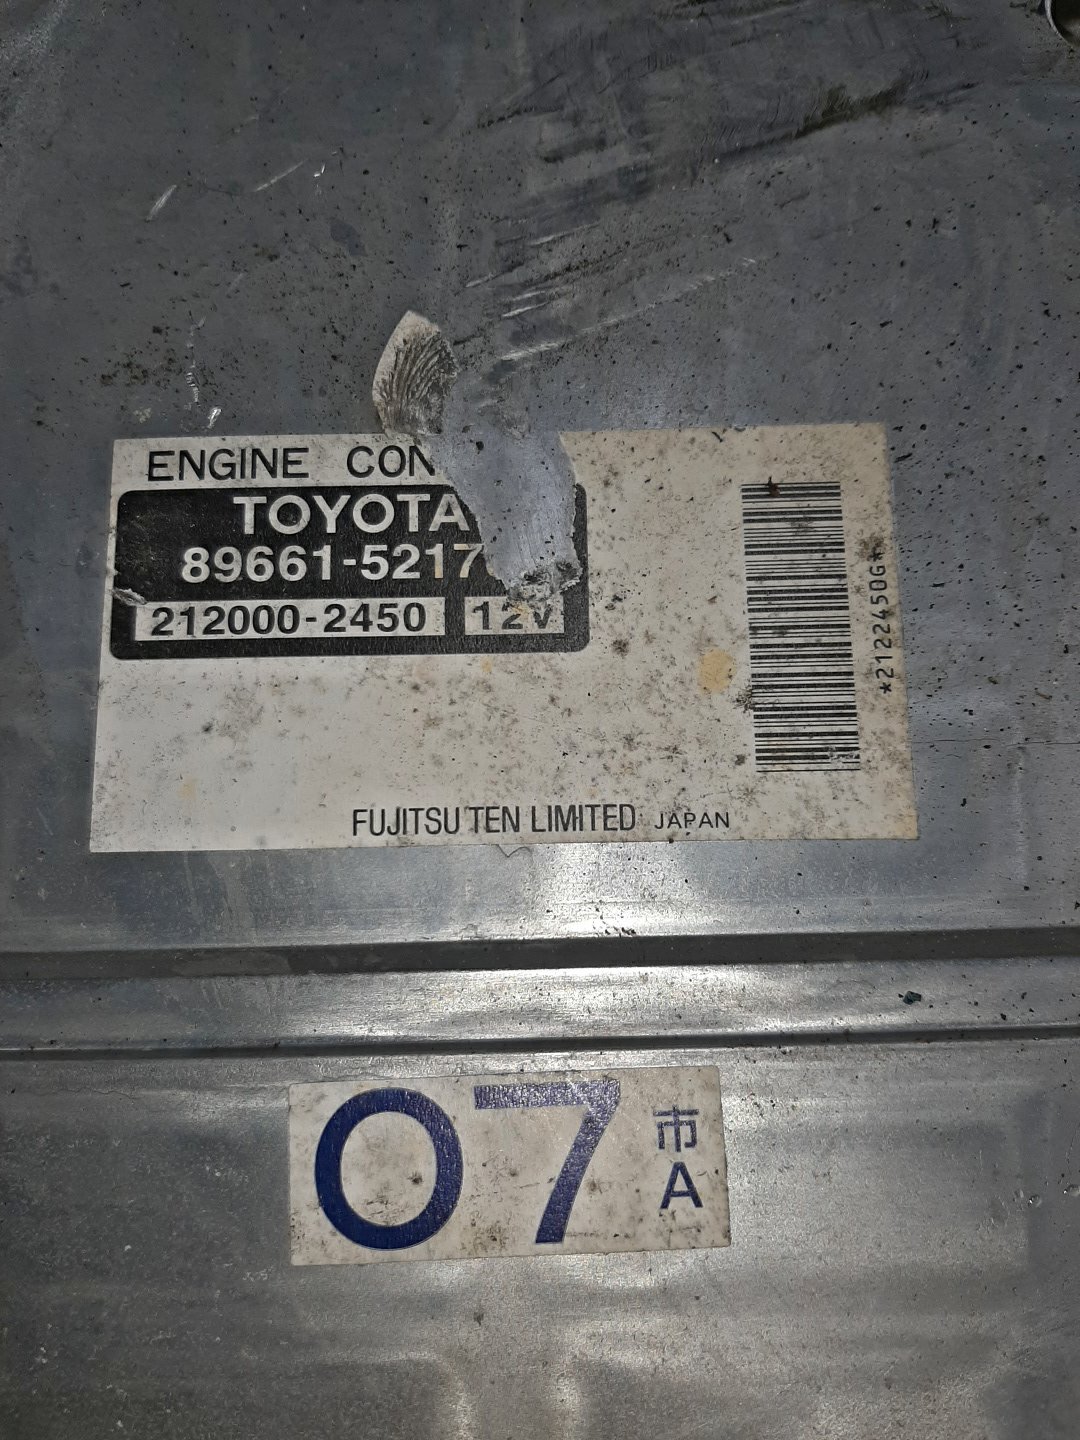 ENGINE CON
TOYOTA
89661-5217
212000-2450 12V
*2122450G*
FUJITSU TEN LIMITED JAPAN
07 市
A